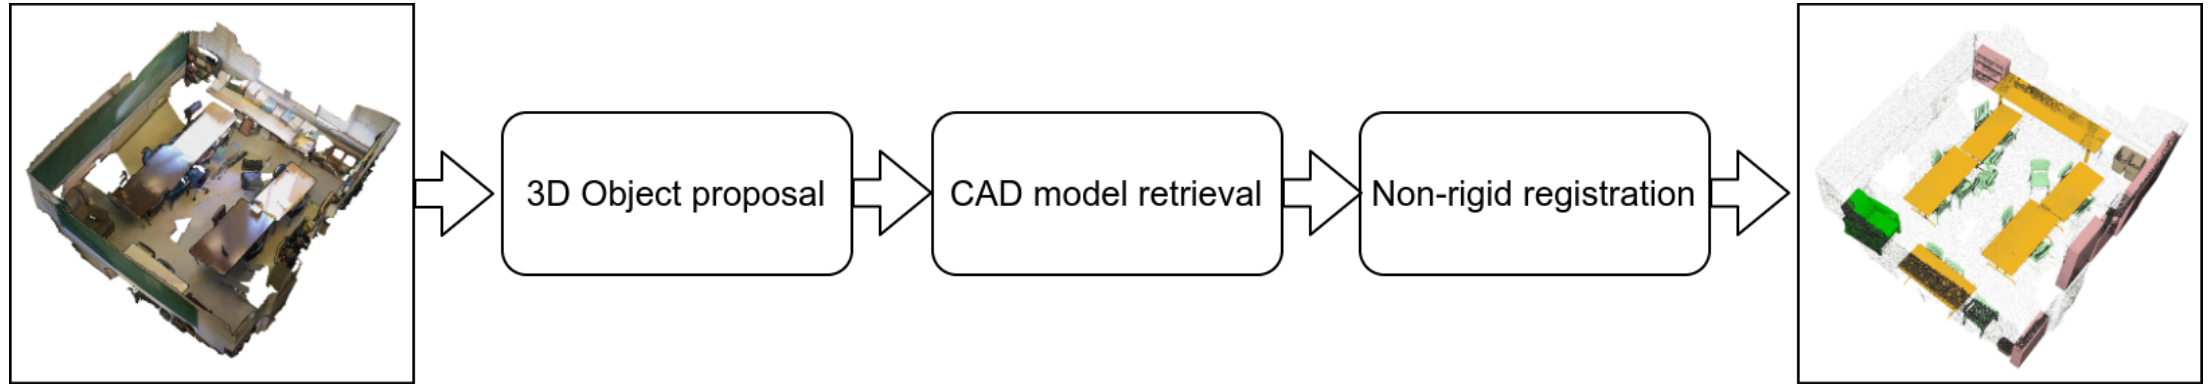 3D Object proposal
CAD model retrieval
Non-rigid registration